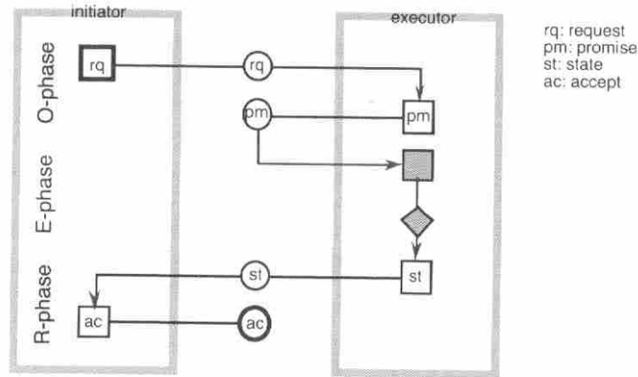 initiator
executor
rq: request
pm: promise
st: state
ac: accept
O-phase
rq
rq
pm
pm
E-phase
R-phase
st
st
ac
ac